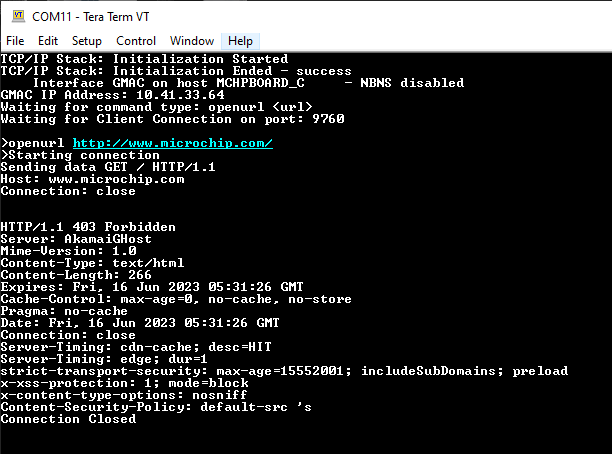 COM11 - Tera Term VT
File Edit Setup Control Window Help
TCP/IP Stack: Initialization Started
TCP/IP Stack: Initialization Ended - success
    Interface GMAC on host MCHPBOARD_C     - NBNS disabled
GMAC IP Address: 10.41.33.64
Waiting for command type: openurl <url>
Waiting for Client Connection on port: 9760
>openurl http://www.microchip.com/
>Starting connection
Sending data GET / HTTP/1.1
Host: www.microchip.com
Connection: close
HTTP/1.1 403 Forbidden
Server: AkamaiGHost
Mime-Version: 1.0
Content-Type: text/html
Content-Length: 266
Expires: Fri, 16 Jun 2023 05:31:26 GMT
Cache-Control: max-age=0, no-cache, no-store
Pragma: no-cache
Date: Fri, 16 Jun 2023 05:31:26 GMT
Connection: close
Server-Timing: cdn-cache; desc=HIT
Server-Timing: edge; dur=1
strict-transport-security: max-age=15552001; includeSubDomains; preload
x-xss-protection: 1; mode=block
x-content-type-options: nosniff
Content-Security-Policy: default-src 's
Connection Closed